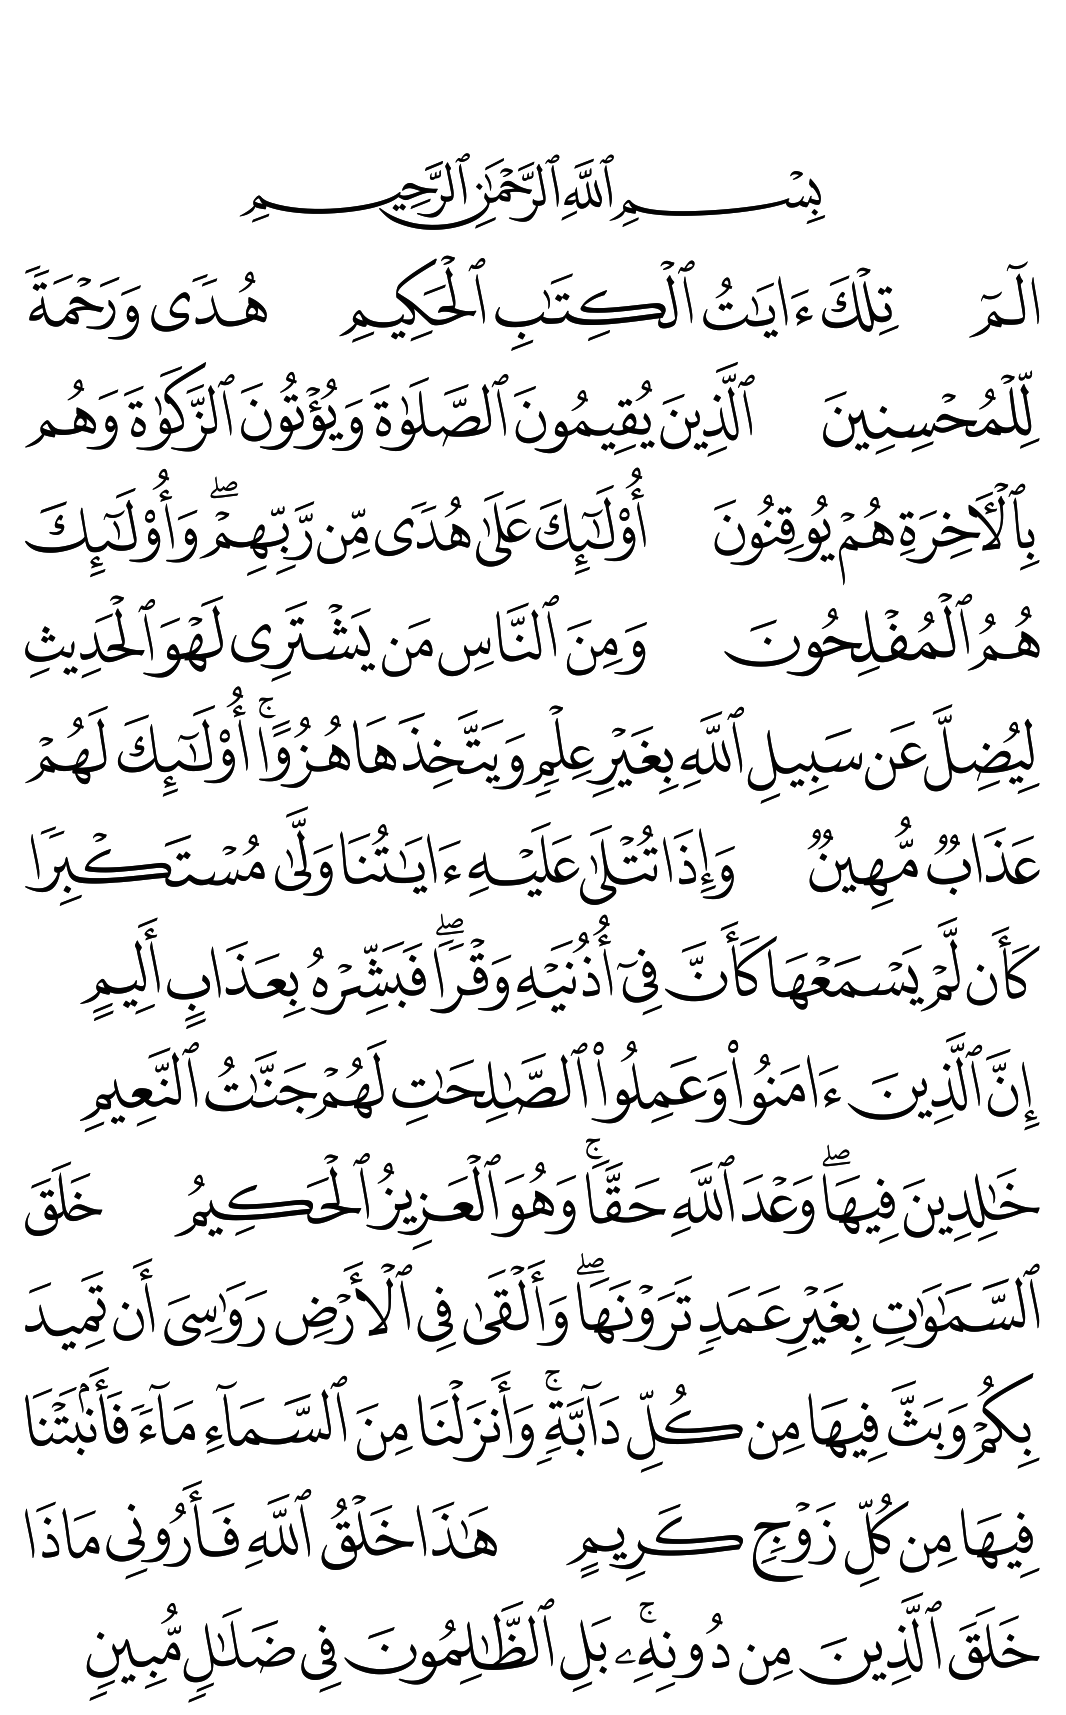 بِسْمِ ٱللَّهِ ٱلرَّحْمَٰنِ ٱلرَّحِيمِ
الٓمٓ تِلْكَ ءَايَٰتُ ٱلْكِتَٰبِ ٱلْحَكِيمِ هُدًى وَرَحْمَةً
لِّلْمُحْسِنِينَ ٱلَّذِينَ يُقِيمُونَ ٱلصَّلَوٰةَ وَيُؤْتُونَ ٱلزَّكَوٰةَ وَهُم
بِٱلْـَٔاخِرَةِ هُمْ يُوقِنُونَ أُو۟لَٰٓئِكَ عَلَىٰ هُدًى مِّن رَّبِّهِمْ ۖ وَأُو۟لَٰٓئِكَ
هُمُ ٱلْمُفْلِحُونَ وَمِنَ ٱلنَّاسِ مَن يَشْتَرِى لَهْوَ ٱلْحَدِيثِ
لِيُضِلَّ عَن سَبِيلِ ٱللَّهِ بِغَيْرِ عِلْمٍ وَيَتَّخِذَهَا هُزُوًا ۚ أُو۟لَٰٓئِكَ لَهُمْ
عَذَابٌ مُّهِينٌ وَإِذَا تُتْلَىٰ عَلَيْهِ ءَايَٰتُنَا وَلَّىٰ مُسْتَكْبِرًا
كَأَن لَّمْ يَسْمَعْهَا كَأَنَّ فِىٓ أُذُنَيْهِ وَقْرًا ۖ فَبَشِّرْهُ بِعَذَابٍ أَلِيمٍ
إِنَّ ٱلَّذِينَ ءَامَنُوا۟ وَعَمِلُوا۟ ٱلصَّٰلِحَٰتِ لَهُمْ جَنَّٰتُ ٱلنَّعِيمِ
خَٰلِدِينَ فِيهَا ۖ وَعْدَ ٱللَّهِ حَقًّا ۚ وَهُوَ ٱلْعَزِيزُ ٱلْحَكِيمُ خَلَقَ
ٱلسَّمَٰوَٰتِ بِغَيْرِ عَمَدٍ تَرَوْنَهَا ۖ وَأَلْقَىٰ فِى ٱلْأَرْضِ رَوَٰسِىَ أَن تَمِيدَ
بِكُمْ وَبَثَّ فِيهَا مِن كُلِّ دَآبَّةٍ ۚ وَأَنزَلْنَا مِنَ ٱلسَّمَآءِ مَآءً فَأَنۢبَتْنَا
فِيهَا مِن كُلِّ زَوْجٍ كَرِيمٍ هَٰذَا خَلْقُ ٱللَّهِ فَأَرُونِى مَاذَا
خَلَقَ ٱلَّذِينَ مِن دُونِهِۦ ۚ بَلِ ٱلظَّٰلِمُونَ فِى ضَلَٰلٍ مُّبِينٍ